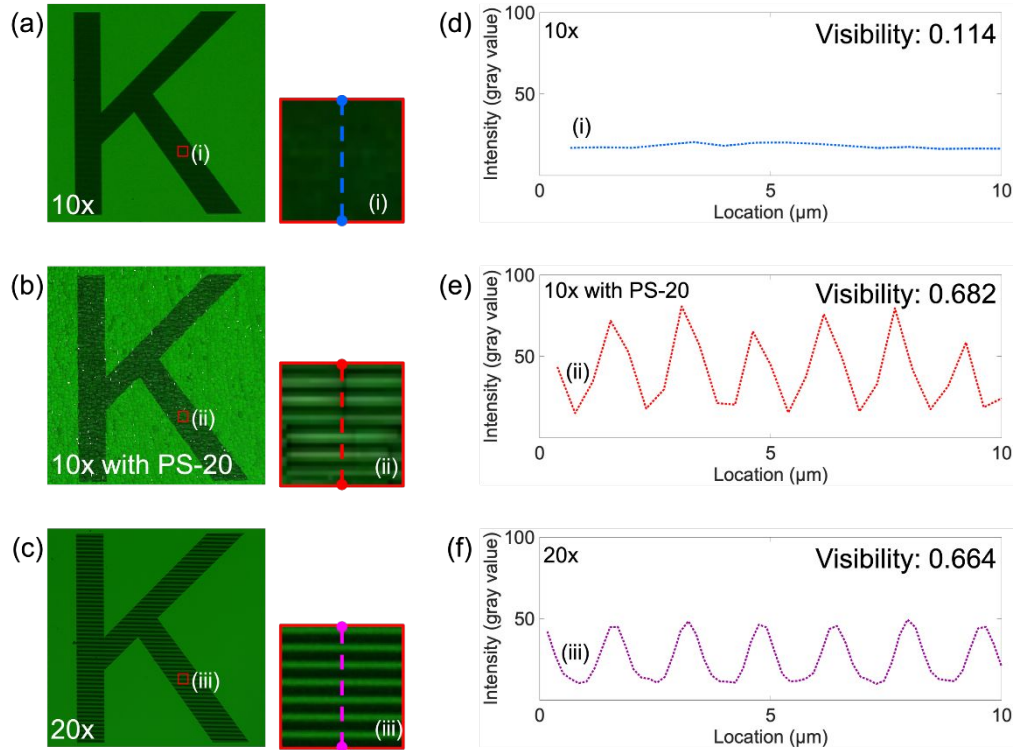 (a)
K
(i)
10x
(i)
(d)
10x
Visibility: 0.114
Intensity (gray value)
100
50
(i)
0
5
10
Location (µm)
(b)
K
(ii)
10x with PS-20
(ii)
(e)
10x with PS-20
Visibility: 0.682
Intensity (gray value)
100
50
(ii)
0
5
10
Location (µm)
(c)
K
(iii)
20x
(iii)
(f)
20x
Visibility: 0.664
Intensity (gray value)
100
50
(iii)
0
5
10
Location (µm)